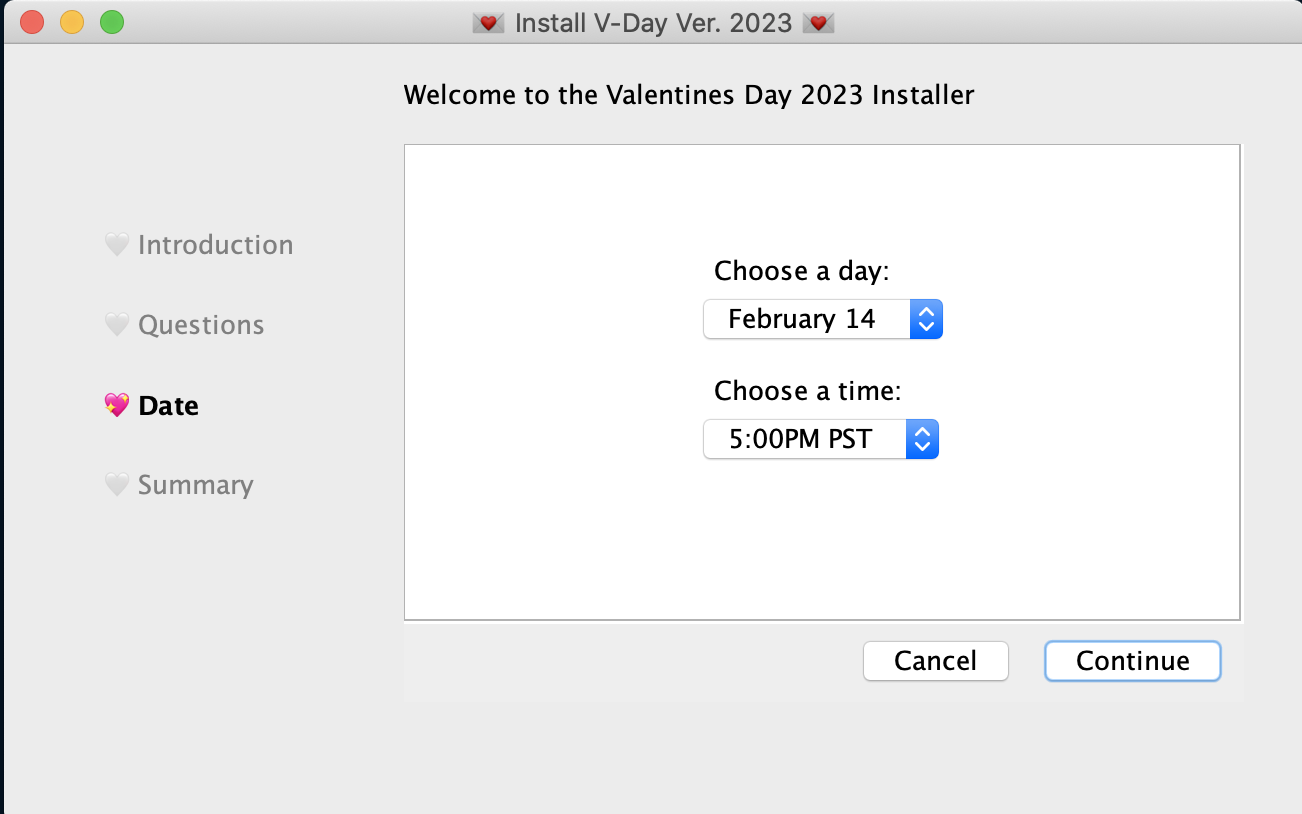 💌 Install V-Day Ver. 2023 💌
Welcome to the Valentines Day 2023 Installer
🤍 Introduction
🤍 Questions
💖 Date
🤍 Summary
Choose a day:
February 14
Choose a time:
5:00PM PST
Cancel
Continue